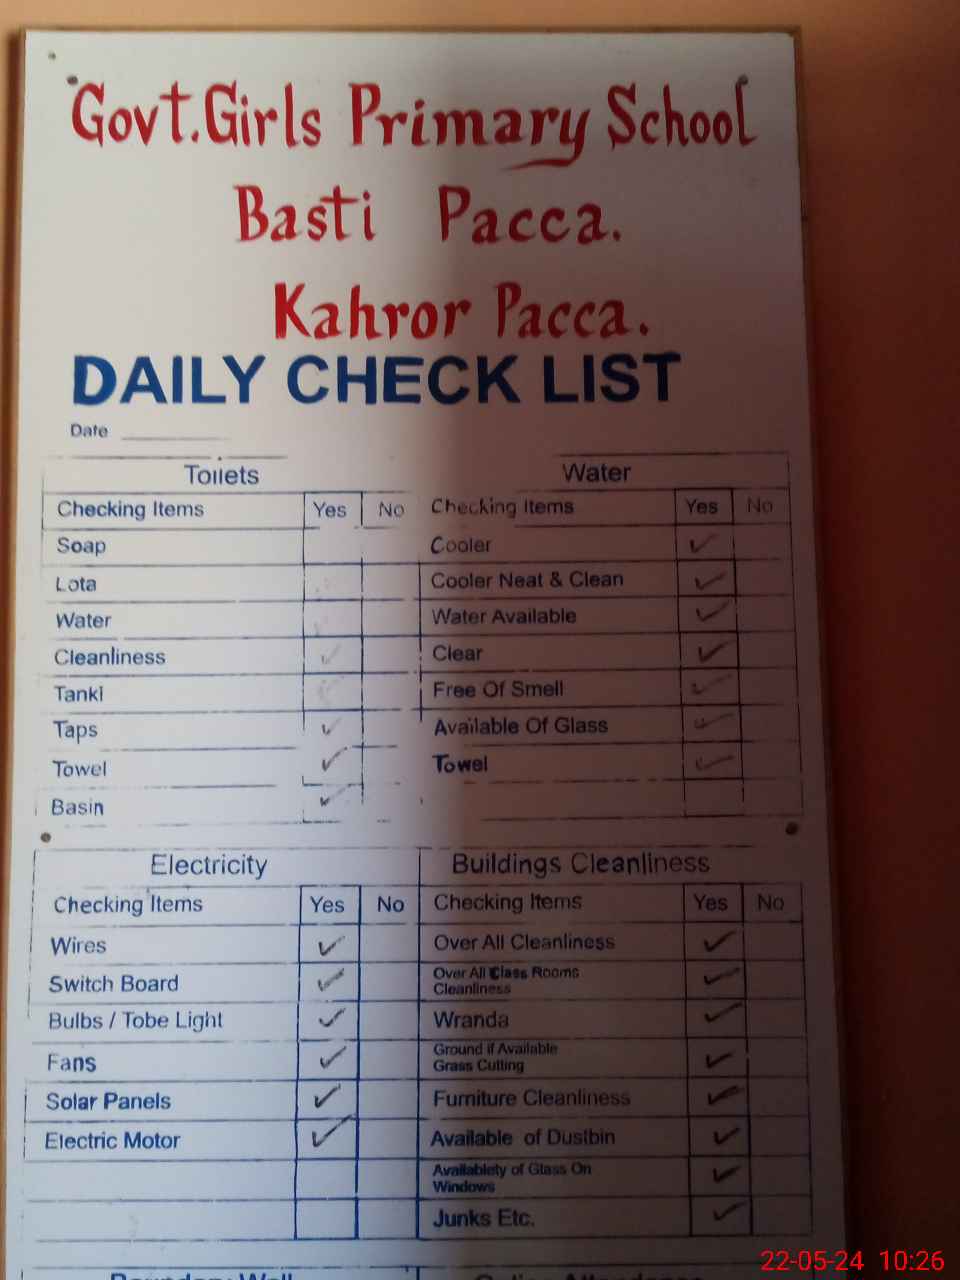 Govt.Girls Primary School
Basti Pacca.
Kahror Pacca.
DAILY CHECK LIST
Date
Toilets
Checking Items Yes No
Soap
Lota
Water
Cleanliness ✓
Tanki
Taps ✓
Towel ✓
Basin ✓
Water
Checking Items Yes No
Cooler ✓
Cooler Neat & Clean ✓
Water Available ✓
Clear ✓
Free Of Smell ✓
Available Of Glass ✓
Towel ✓
Electricity
Checking Items Yes No
Wires ✓
Switch Board ✓
Bulbs / Tobe Light ✓
Fans ✓
Solar Panels ✓
Electric Motor ✓
Buildings Cleanliness
Checking Items Yes No
Over All Cleanliness ✓
Over All Class Rooms
Cleanliness ✓
Wranda ✓
Ground if Available
Grass Cutting ✓
Furniture Cleanliness ✓
Available of Dustbin ✓
Availablety of Glass On
Windows ✓
Junks Etc. ✓
Boundary Wall
22-05-24 10:26